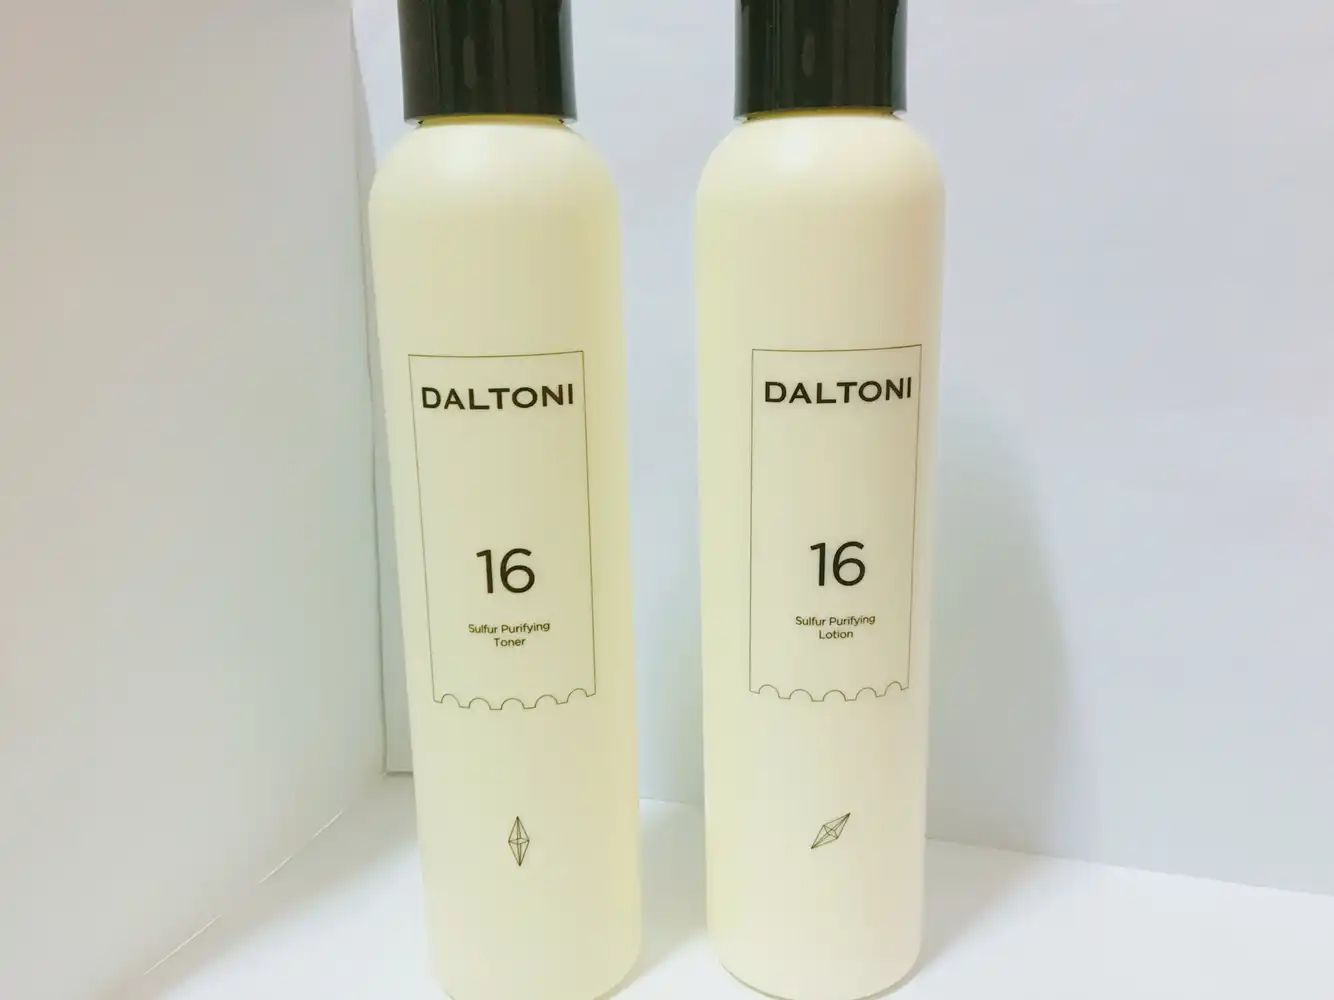 DALTONI
16
Sulfur Purifying
Toner
DALTONI
16
Sulfur Purifying
Lotion